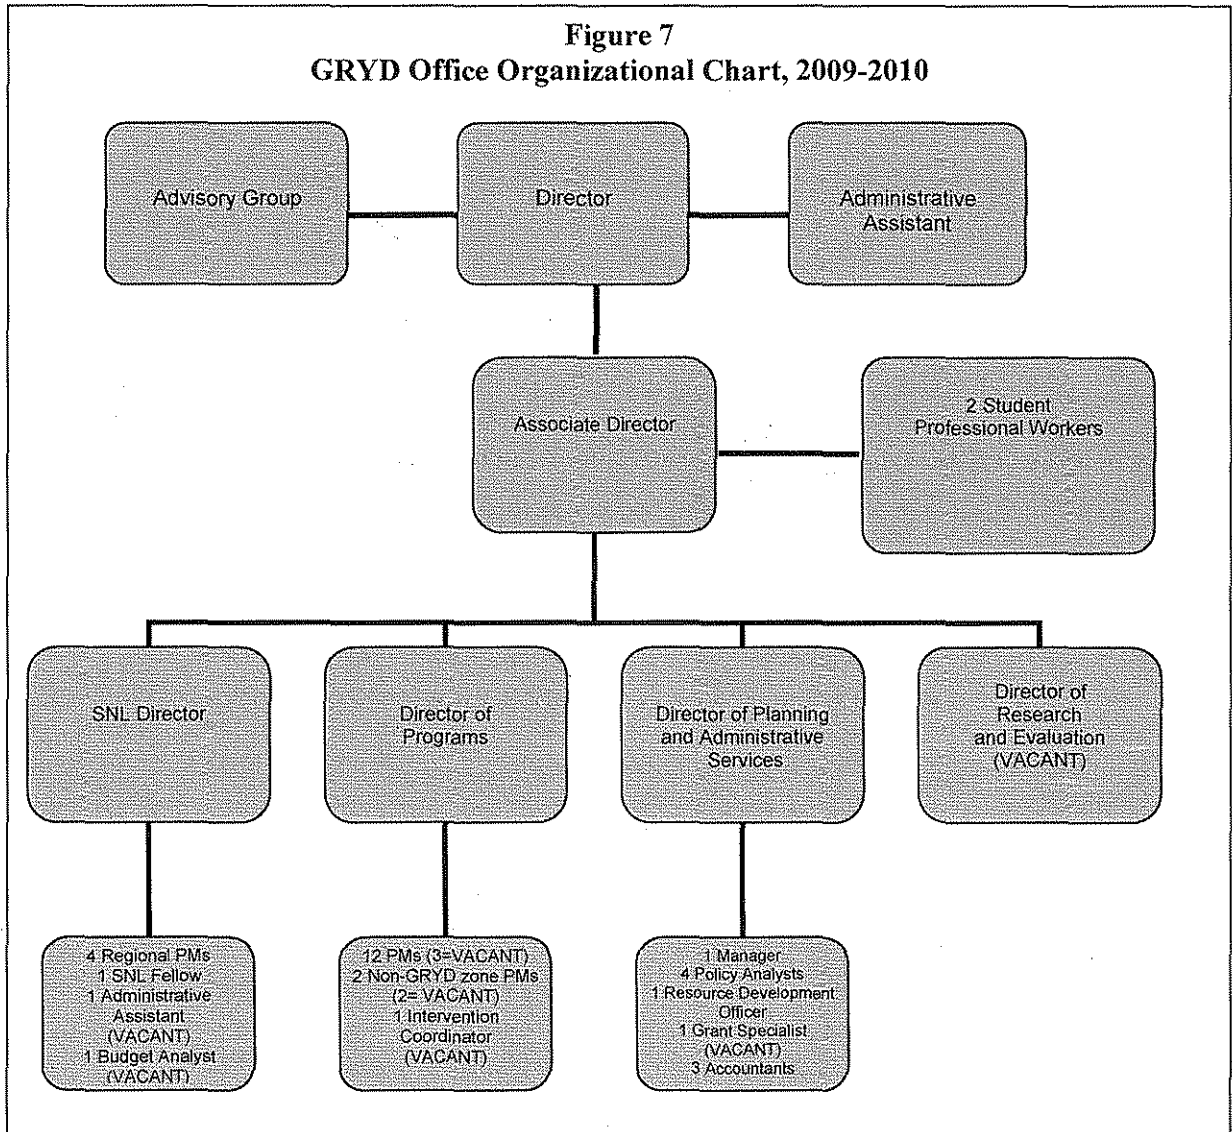 Figure 7
GRYD Office Organizational Chart, 2009-2010
Advisory Group
Director
Administrative
Assistant
Associate Director
2 Student
Professional Workers
SNL Director
Director of
Programs
Director of Planning
and Administrative
Services
Director of
Research
and Evaluation
(VACANT)
4 Regional PMs
1 SNL Fellow
1 Administrative
Assistant
(VACANT)
1 Budget Analyst
(VACANT)
12 PMs (3=VACANT)
2 Non-GRYD zone PMs
(2= VACANT)
1 Intervention
Coordinator
(VACANT)
1 Manager
4 Policy Analysts
1 Resource Development
Officer
1 Grant Specialist
(VACANT)
3 Accountants